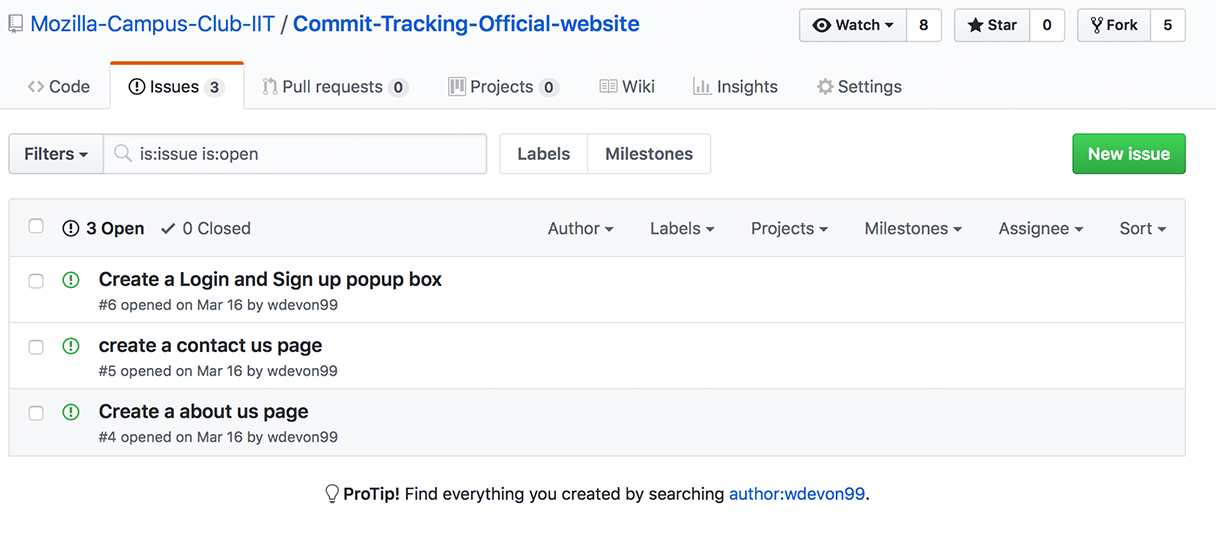 Mozilla-Campus-Club-IIT / Commit-Tracking-Official-website Watch 8 Star 0 Fork 5
Code Issues 3 Pull requests 0 Projects 0 Wiki Insights Settings
Filters is:issue is:open Labels Milestones New issue
3 Open 0 Closed Author Labels Projects Milestones Assignee Sort
Create a Login and Sign up popup box
#6 opened on Mar 16 by wdevon99
create a contact us page
#5 opened on Mar 16 by wdevon99
Create a about us page
#4 opened on Mar 16 by wdevon99
ProTip! Find everything you created by searching author:wdevon99.